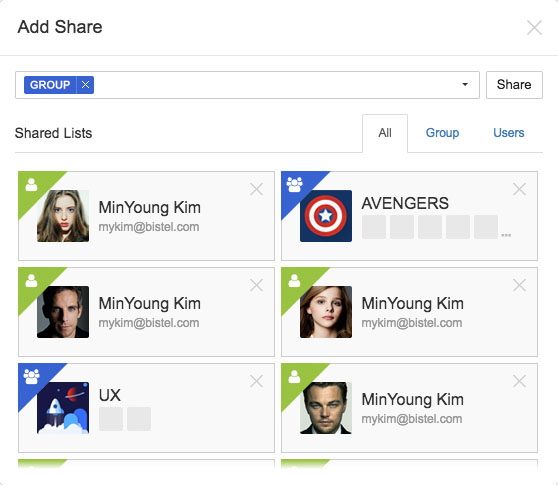 Add Share
GROUP
Share
Shared Lists
All
Group
Users
MinYoung Kim
mykim@bistel.com
AVENGERS
...
MinYoung Kim
mykim@bistel.com
MinYoung Kim
mykim@bistel.com
UX
MinYoung Kim
mykim@bistel.com